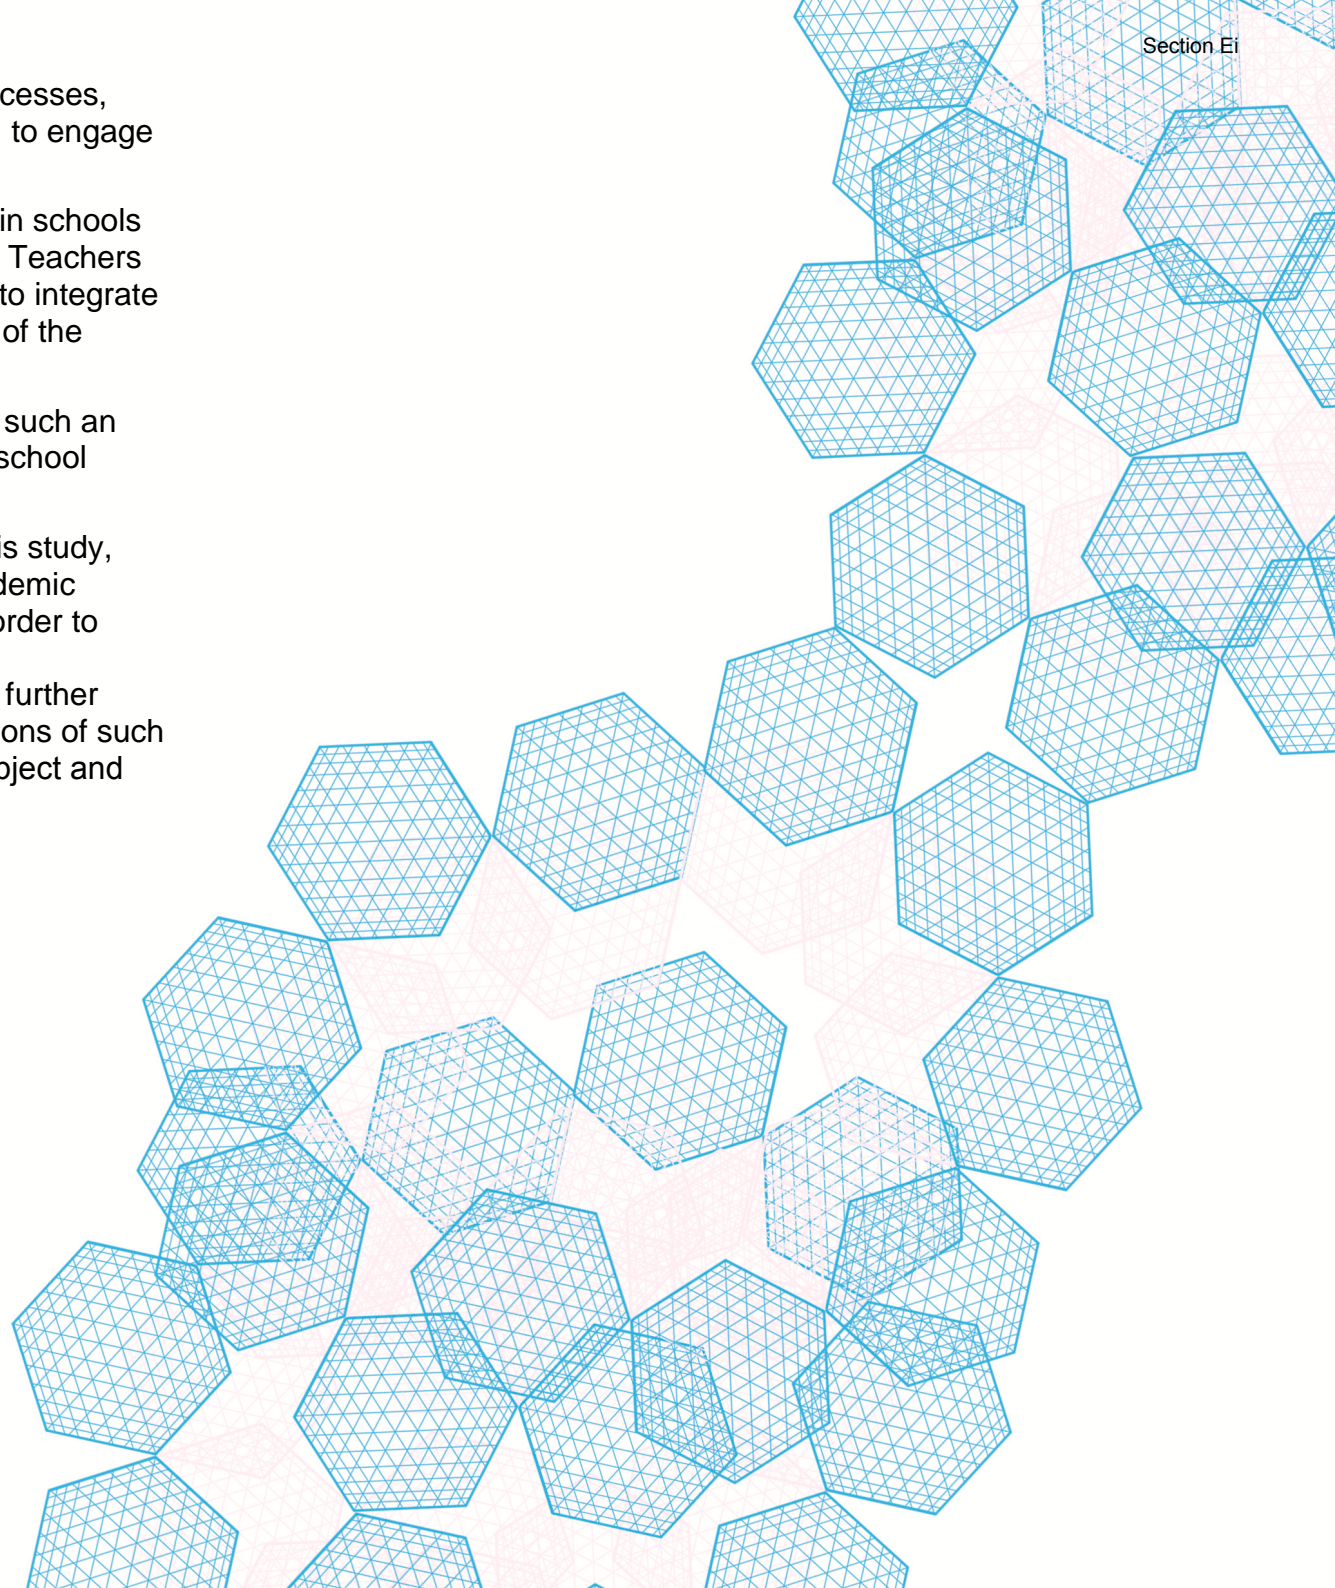 Section Ei
cesses,
to engage
in schools
Teachers
to integrate
of the
such an
school
is study,
demic
order to
further
ons of such
bject and